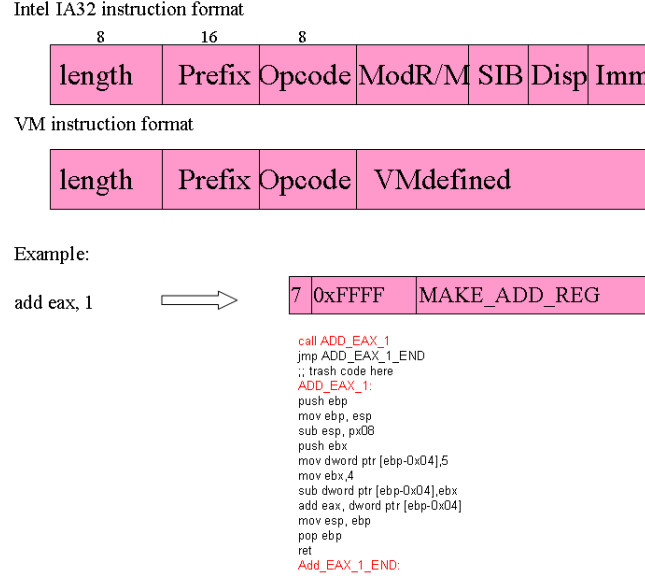 Intel IA32 instruction format
8 16 8
length Prefix Opcode ModR/M SIB Disp Imm
VM instruction format
length Prefix Opcode VMdefined
Example:
add eax, 1
7 0xFFFF MAKE_ADD_REG
call ADD_EAX_1
jmp ADD_EAX_1_END
;; trash code here
ADD_EAX_1:
push ebp
mov ebp, esp
sub esp, px08
push ebx
mov dword ptr [ebp-0x04],5
mov ebx,4
sub dword ptr [ebp-0x04],ebx
add eax, dword ptr [ebp-0x04]
mov esp, ebp
pop ebp
ret
Add_EAX_1_END: